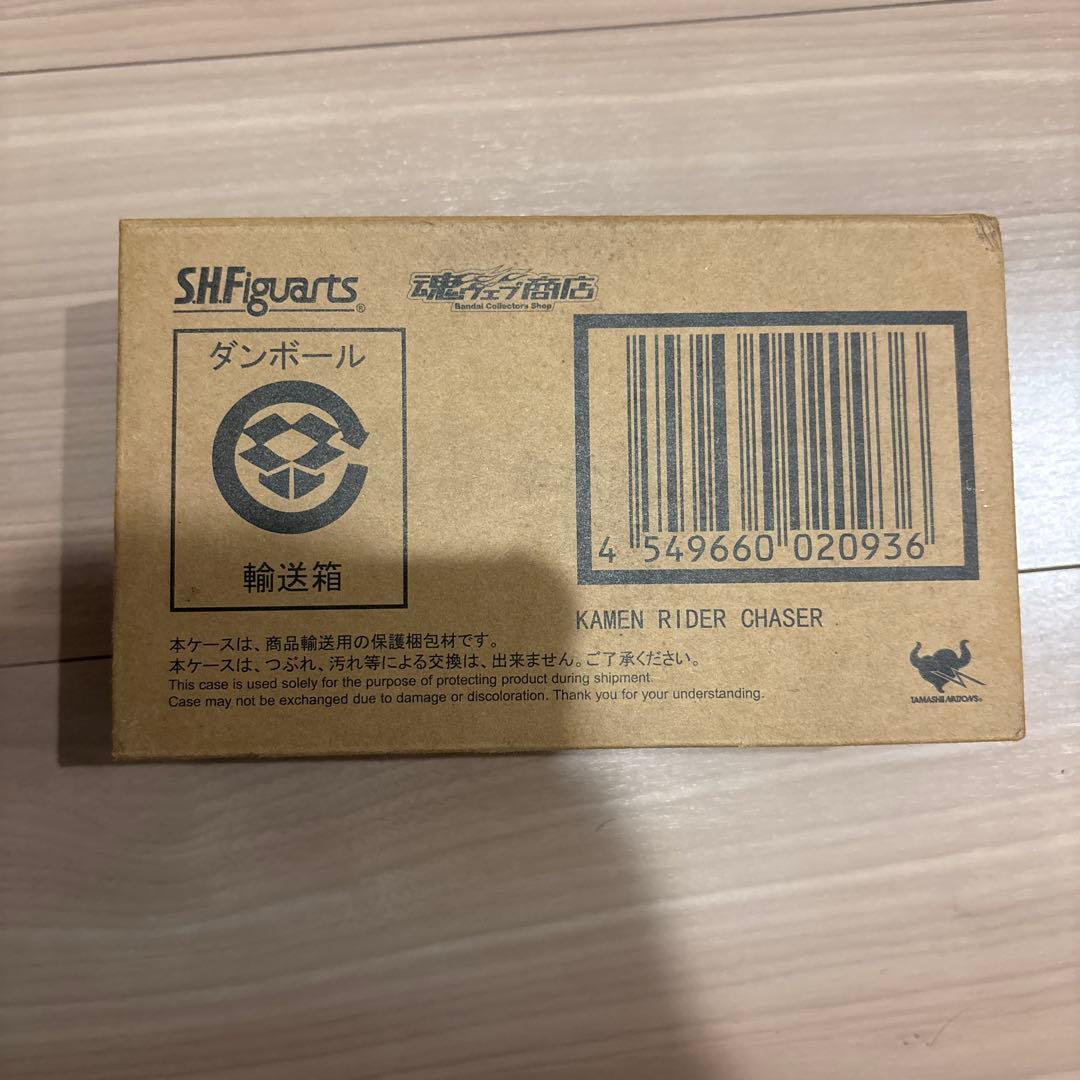 S.H.Figuarts®
魂ウェブ商店
Bandai Collectors Shop
ダンボール
輸送箱
4 549660 020936
KAMEN RIDER CHASER
本ケースは、商品輸送用の保護梱包材です。
本ケースは、つぶれ、汚れ等による交換は、出来ません。ご了承ください。
This case is used solely for the purpose of protecting product during shipment.
Case may not be exchanged due to damage or discoloration. Thank you for your understanding.
TAMASHII NATIONS®